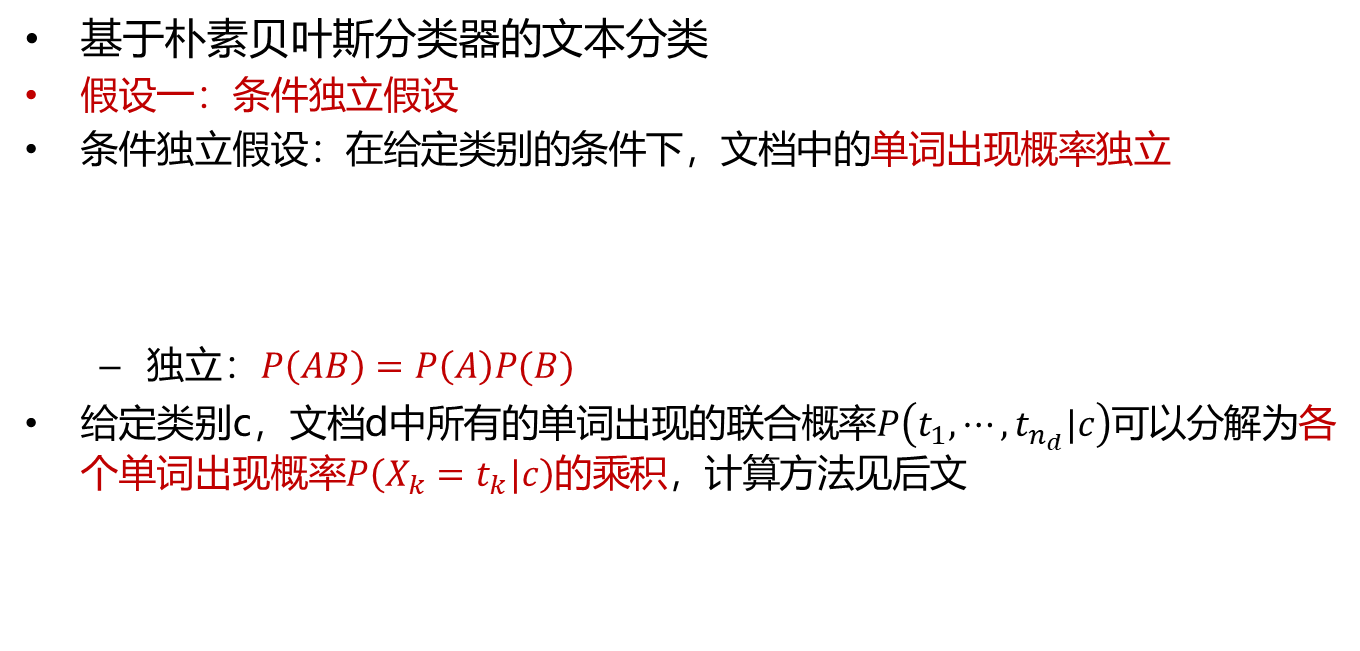 • 基于朴素贝叶斯分类器的文本分类
• 假设一：条件独立假设
• 条件独立假设：在给定类别的条件下，文档中的单词出现概率独立
– 独立：P(AB) = P(A)P(B)
• 给定类别c，文档d中所有的单词出现的联合概率P(t₁,⋯,t_{n_d}|c)可以分解为各
个单词出现概率P(X_k = t_k|c)的乘积，计算方法见后文